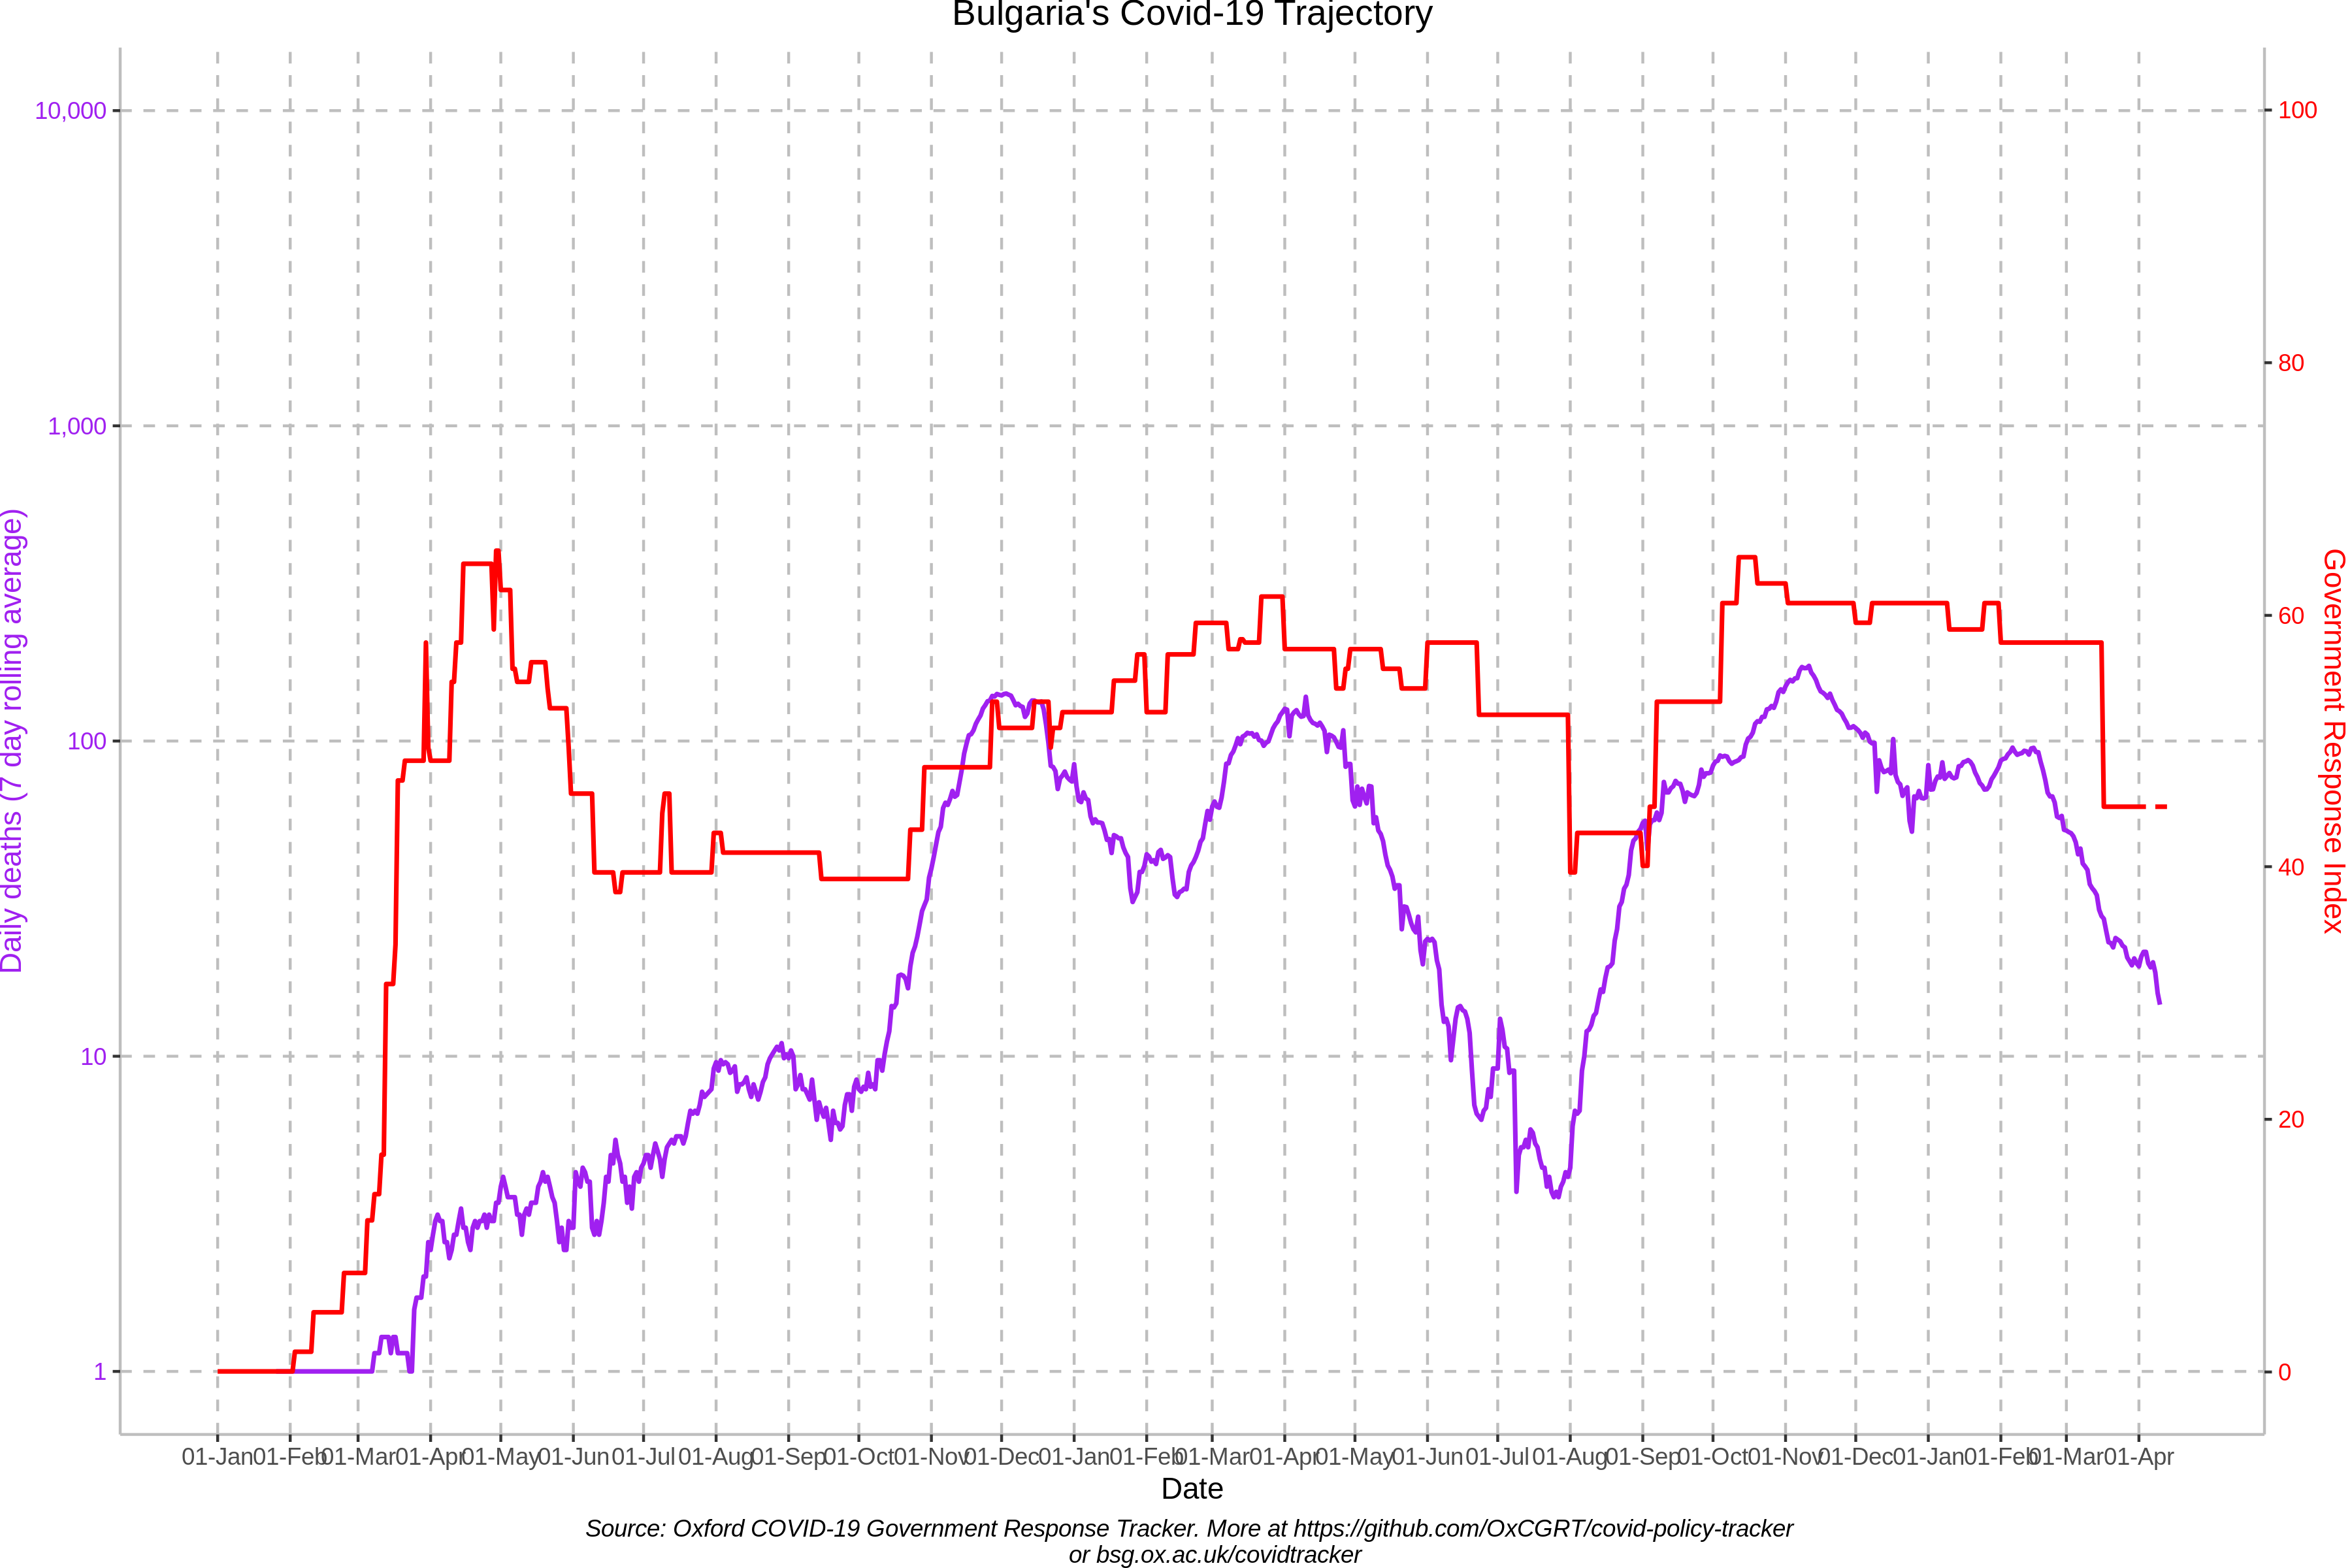 Bulgaria's Covid-19 Trajectory
10,000
1,000
100
10
1
Daily deaths (7 day rolling average)
100
80
60
40
20
0
Government Response Index
01-Jan 01-Feb 01-Mar 01-Apr 01-May 01-Jun 01-Jul 01-Aug 01-Sep 01-Oct 01-Nov 01-Dec 01-Jan 01-Feb 01-Mar 01-Apr 01-May 01-Jun 01-Jul 01-Aug 01-Sep 01-Oct 01-Nov 01-Dec 01-Jan 01-Feb 01-Mar 01-Apr
Date
Source: Oxford COVID-19 Government Response Tracker. More at https://github.com/OxCGRT/covid-policy-tracker
or bsg.ox.ac.uk/covidtracker